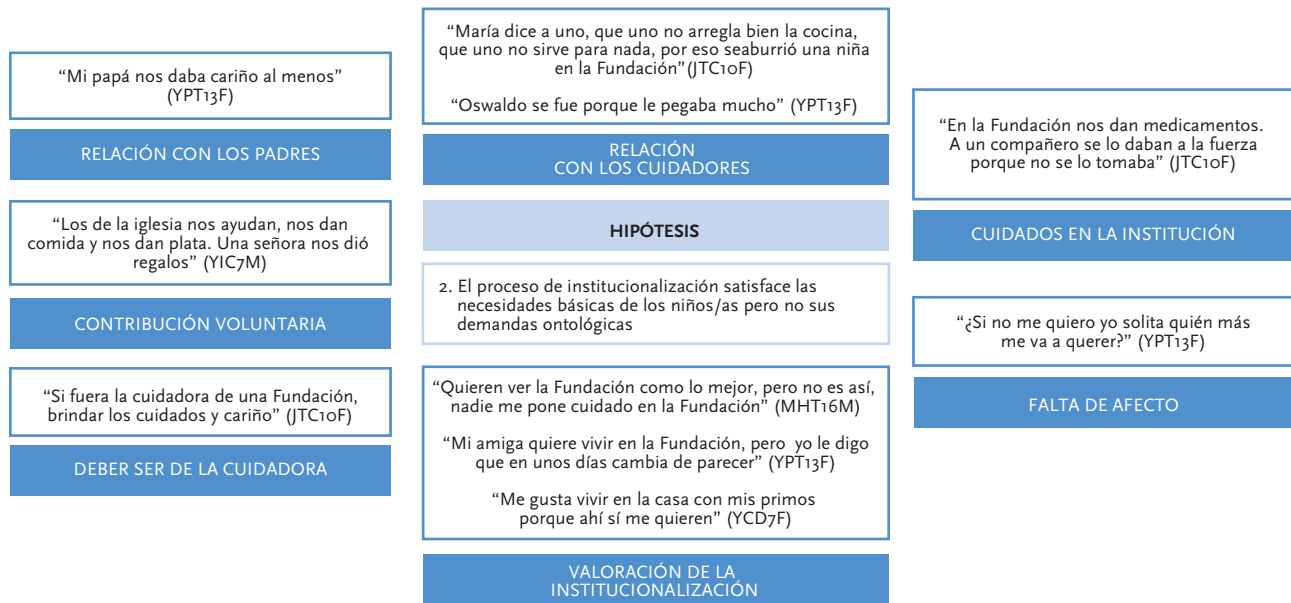 “Mi papá nos daba cariño al menos”
(YPT13F)
RELACIÓN CON LOS PADRES
“Los de la iglesia nos ayudan, nos dan
comida y nos dan plata. Una señora nos dió
regalos” (YIC7M)
CONTRIBUCIÓN VOLUNTARIA
“Si fuera la cuidadora de una Fundación,
brindar los cuidados y cariño” (JTC10F)
DEBER SER DE LA CUIDADORA
“María dice a uno, que uno no arregla bien la cocina,
que uno no sirve para nada, por eso seaburrió una niña
en la Fundación”(JTC10F)
“Oswaldo se fue porque le pegaba mucho” (YPT13F)
RELACIÓN
CON LOS CUIDADORES
HIPÓTESIS
2. El proceso de institucionalización satisface las
necesidades básicas de los niños/as pero no sus
demandas ontológicas
“Quieren ver la Fundación como lo mejor, pero no es así,
nadie me pone cuidado en la Fundación” (MHT16M)
“Mi amiga quiere vivir en la Fundación, pero yo le digo
que en unos días cambia de parecer” (YPT13F)
“Me gusta vivir en la casa con mis primos
porque ahí sí me quieren” (YCD7F)
VALORACIÓN DE LA
INSTITUCIONALIZACIÓN
“En la Fundación nos dan medicamentos.
A un compañero se lo daban a la fuerza
porque no se lo tomaba” (JTC10F)
CUIDADOS EN LA INSTITUCIÓN
“¿Si no me quiero yo solita quién más
me va a querer?” (YPT13F)
FALTA DE AFECTO